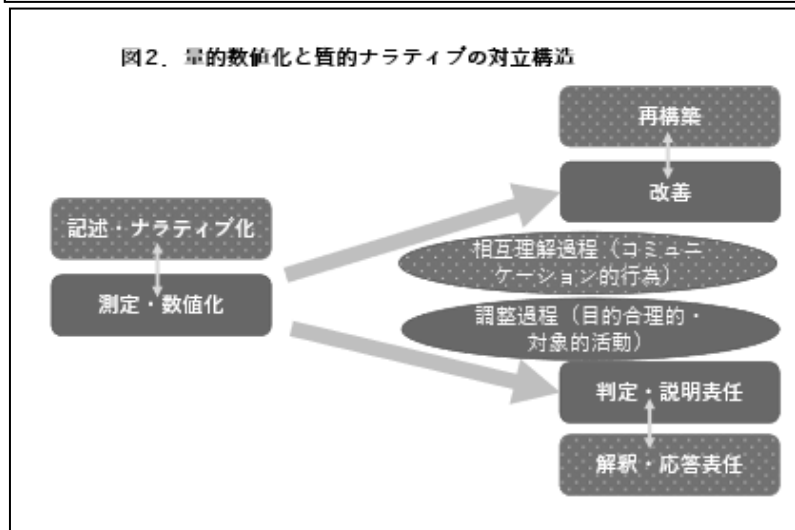 図2．量的数値化と質的ナラティブの対立構造
再構築
改善
記述・ナラティブ化
測定・数値化
相互理解過程（コミュニ
ケーション的行為）
調整過程（目的合理的・
対象的活動）
判定・説明責任
解釈・応答責任